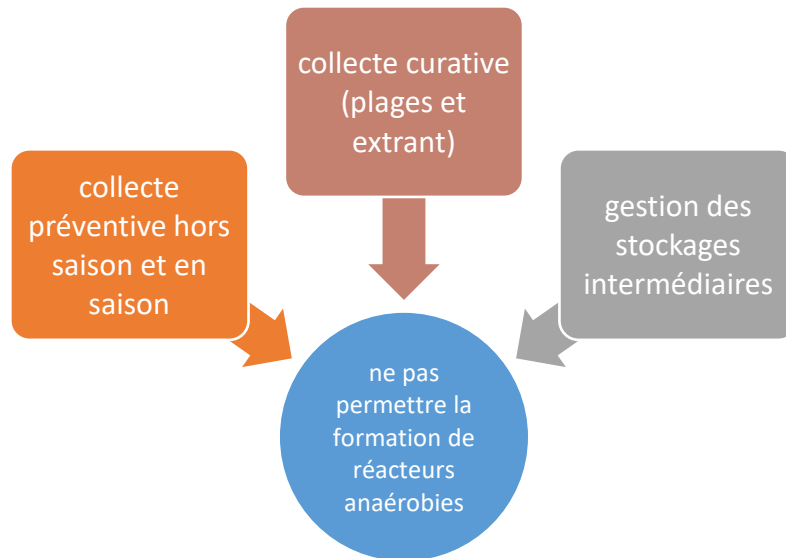 collecte curative
(plages et
extrant)
collecte
préventive hors
saison et en
saison
gestion des
stockages
intermédiaires
ne pas
permettre la
formation de
réacteurs
anaérobies